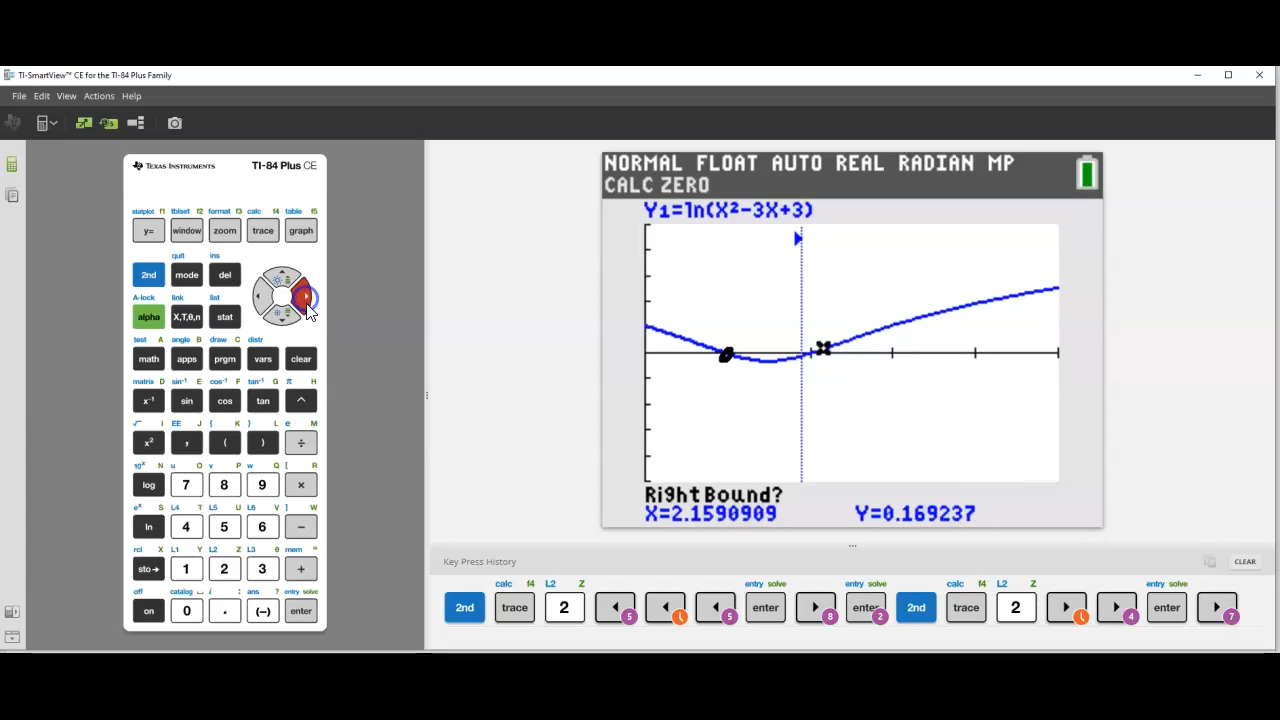 TI-SmartView™ CE for the TI-84 Plus Family
File Edit View Actions Help
TEXAS INSTRUMENTS TI-84 Plus CE
statplot f1 tblset f2 format f3 calc f4 table f5
y= window zoom trace graph
quit ins
2nd mode del
A-lock link list
alpha X,T,θ,n stat
test A angle B draw C distr
math apps prgm vars clear
matrix D sin⁻¹ E cos⁻¹ F tan⁻¹ G π H
x⁻¹ sin cos tan ^
√ I EE J { K } L e M
x² , ( ) ÷
10ˣ N u O v P w Q [ R
log 7 8 9 ×
eˣ S L4 T L5 U L6 V ] W
ln 4 5 6 −
rcl X L1 Y L2 Z L3 θ mem "
sto→ 1 2 3 +
off catalog ⎵ i : ans ? entry solve
on 0 . (−) enter
NORMAL FLOAT AUTO REAL RADIAN MP
CALC ZERO
Y1=ln(X²-3X+3)
Right Bound?
X=2.1590909 Y=0.169237
Key Press History
CLEAR
calc f4 L2 Z entry solve entry solve calc f4 L2 Z entry solve
2nd trace 2 5 5 enter 8 enter 2 2nd trace 2 4 enter 7